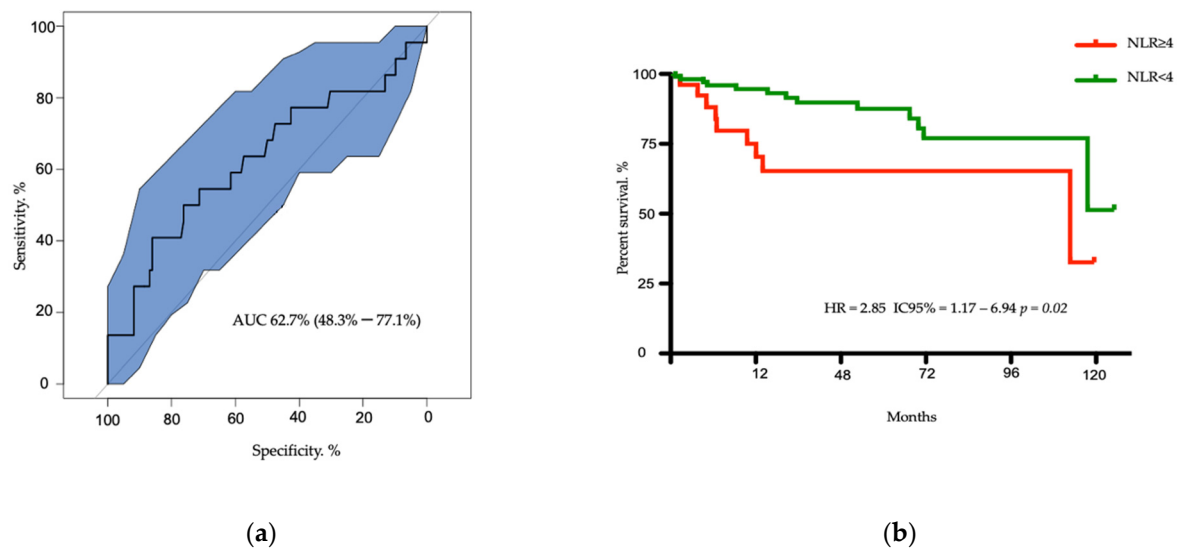 100
80
60
40
20
0
Sensitivity. %
AUC 62.7% (48.3% — 77.1%)
100 80 60 40 20 0
Specificity. %
(a)
NLR≥4
NLR<4
100
75
50
25
0
Percent survival. %
HR = 2.85 IC95% = 1.17 – 6.94 p = 0.02
12 48 72 96 120
Months
(b)